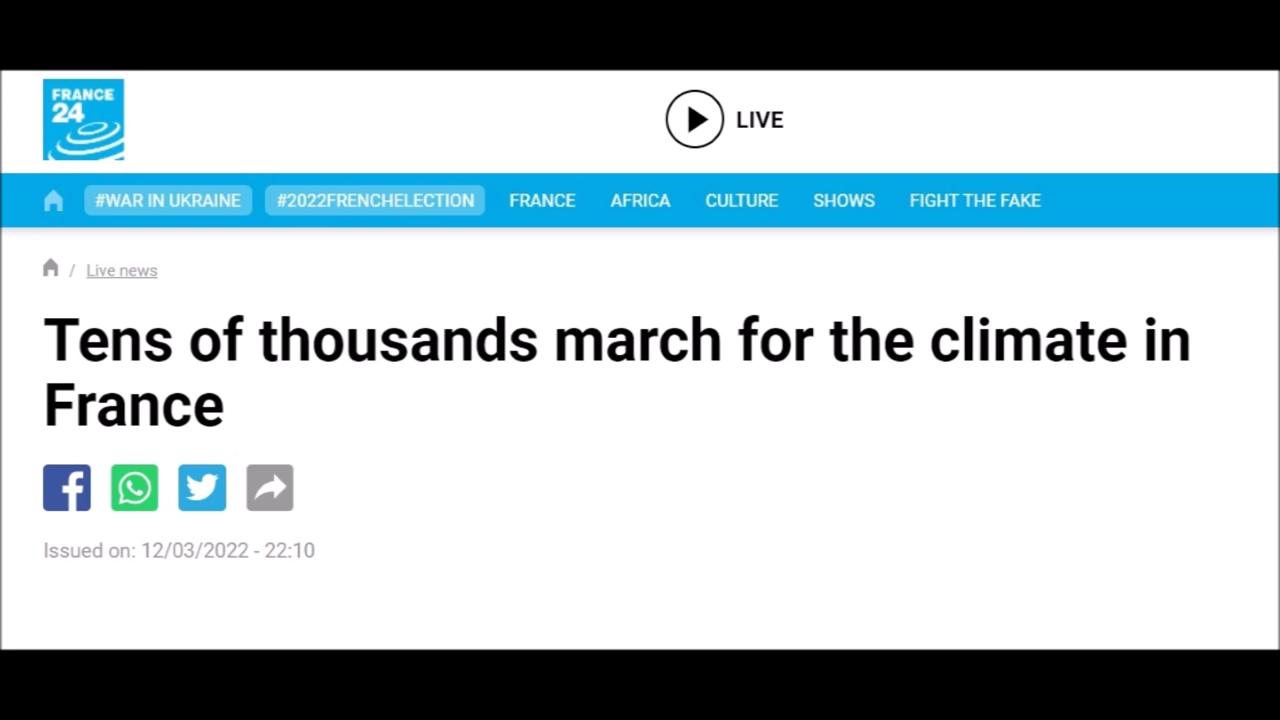 FRANCE
24
LIVE
#WAR IN UKRAINE #2022FRENCHELECTION FRANCE AFRICA CULTURE SHOWS FIGHT THE FAKE
/ Live news
Tens of thousands march for the climate in
France
Issued on: 12/03/2022 - 22:10